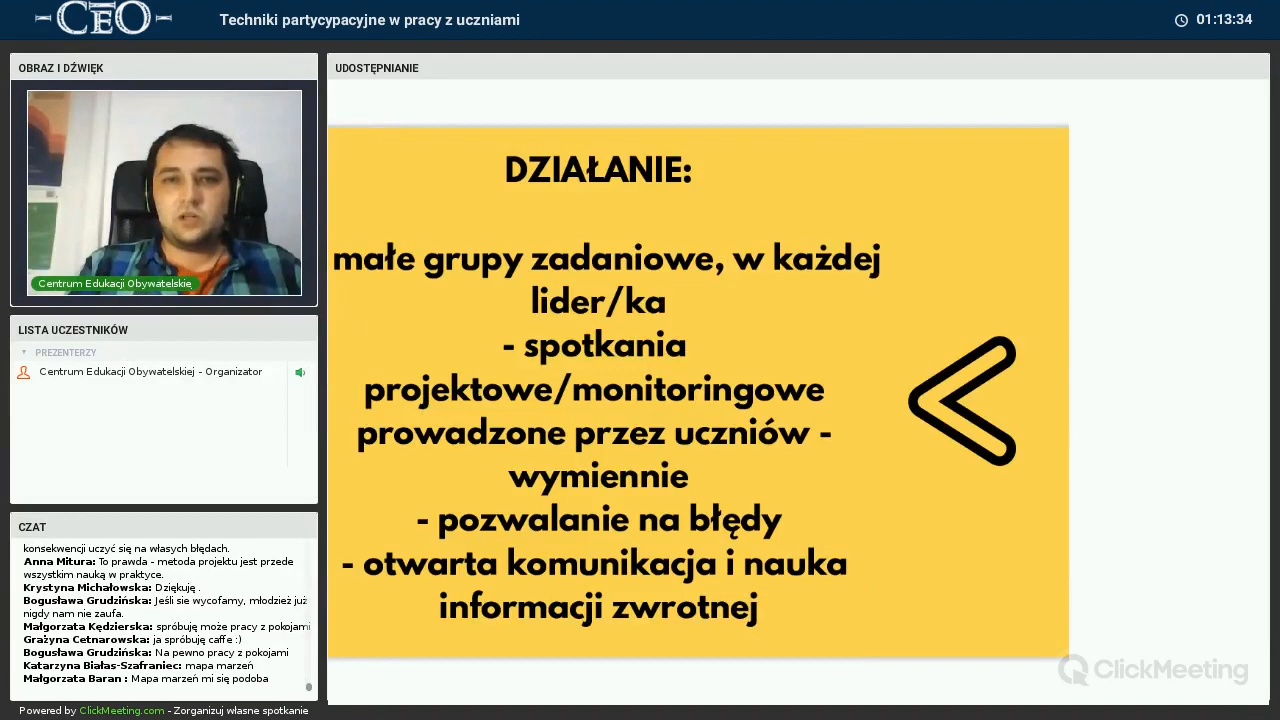 CEO
Techniki partycypacyjne w pracy z uczniami
01:13:34
OBRAZ I DŹWIĘK
Centrum Edukacji Obywatelskie
LISTA UCZESTNIKÓW
PREZENTERZY
Centrum Edukacji Obywatelskiej - Organizator
CZAT
konsekwencji uczyć się na własych błędach.
Anna Mitura: To prawda - metoda projektu jest przede
wszystkim nauką w praktyce.
Krystyna Michałowska: Dziękuję .
Bogusława Grudzińska: Jeśli sie wycofamy, młodzież już
nigdy nam nie zaufa.
Małgorzata Kędzierska: spróbuję może pracy z pokojami
Grażyna Cetnarowska: ja spróbuję caffe :)
Bogusława Grudzińska: Na pewno pracy z pokojami
Katarzyna Białas-Szafraniec: mapa marzeń
Małgorzata Baran : Mapa marzeń mi się podoba
Powered by ClickMeeting.com - Zorganizuj własne spotkanie
UDOSTĘPNIANIE
DZIAŁANIE:
małe grupy zadaniowe, w każdej
lider/ka
- spotkania
projektowe/monitoringowe
prowadzone przez uczniów -
wymiennie
- pozwalanie na błędy
- otwarta komunikacja i nauka
informacji zwrotnej
ClickMeeting